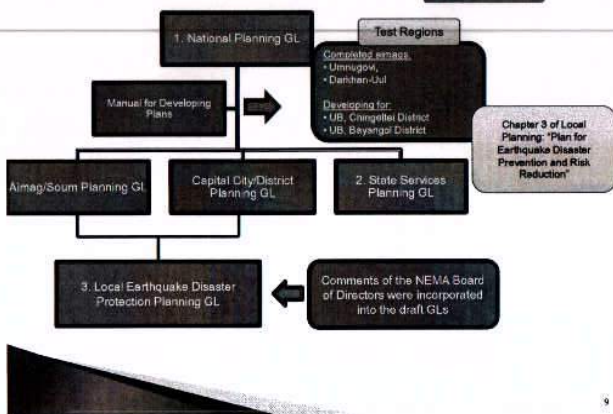 1. National Planning GL
Test Regions
Completed aimags
• Umnugovi,
• Darkhan-Uul
Developing for:
• UB, Chingeltei District
• UB, Bayangol District
Manual for Developing
Plans
Chapter 3 of Local
Planning: "Plan for
Earthquake Disaster
Prevention and Risk
Reduction"
Aimag/Soum Planning GL
Capital City/District
Planning GL
2. State Services
Planning GL
3. Local Earthquake Disaster
Protection Planning GL
Comments of the NEMA Board
of Directors were incorporated
into the draft GLs
9